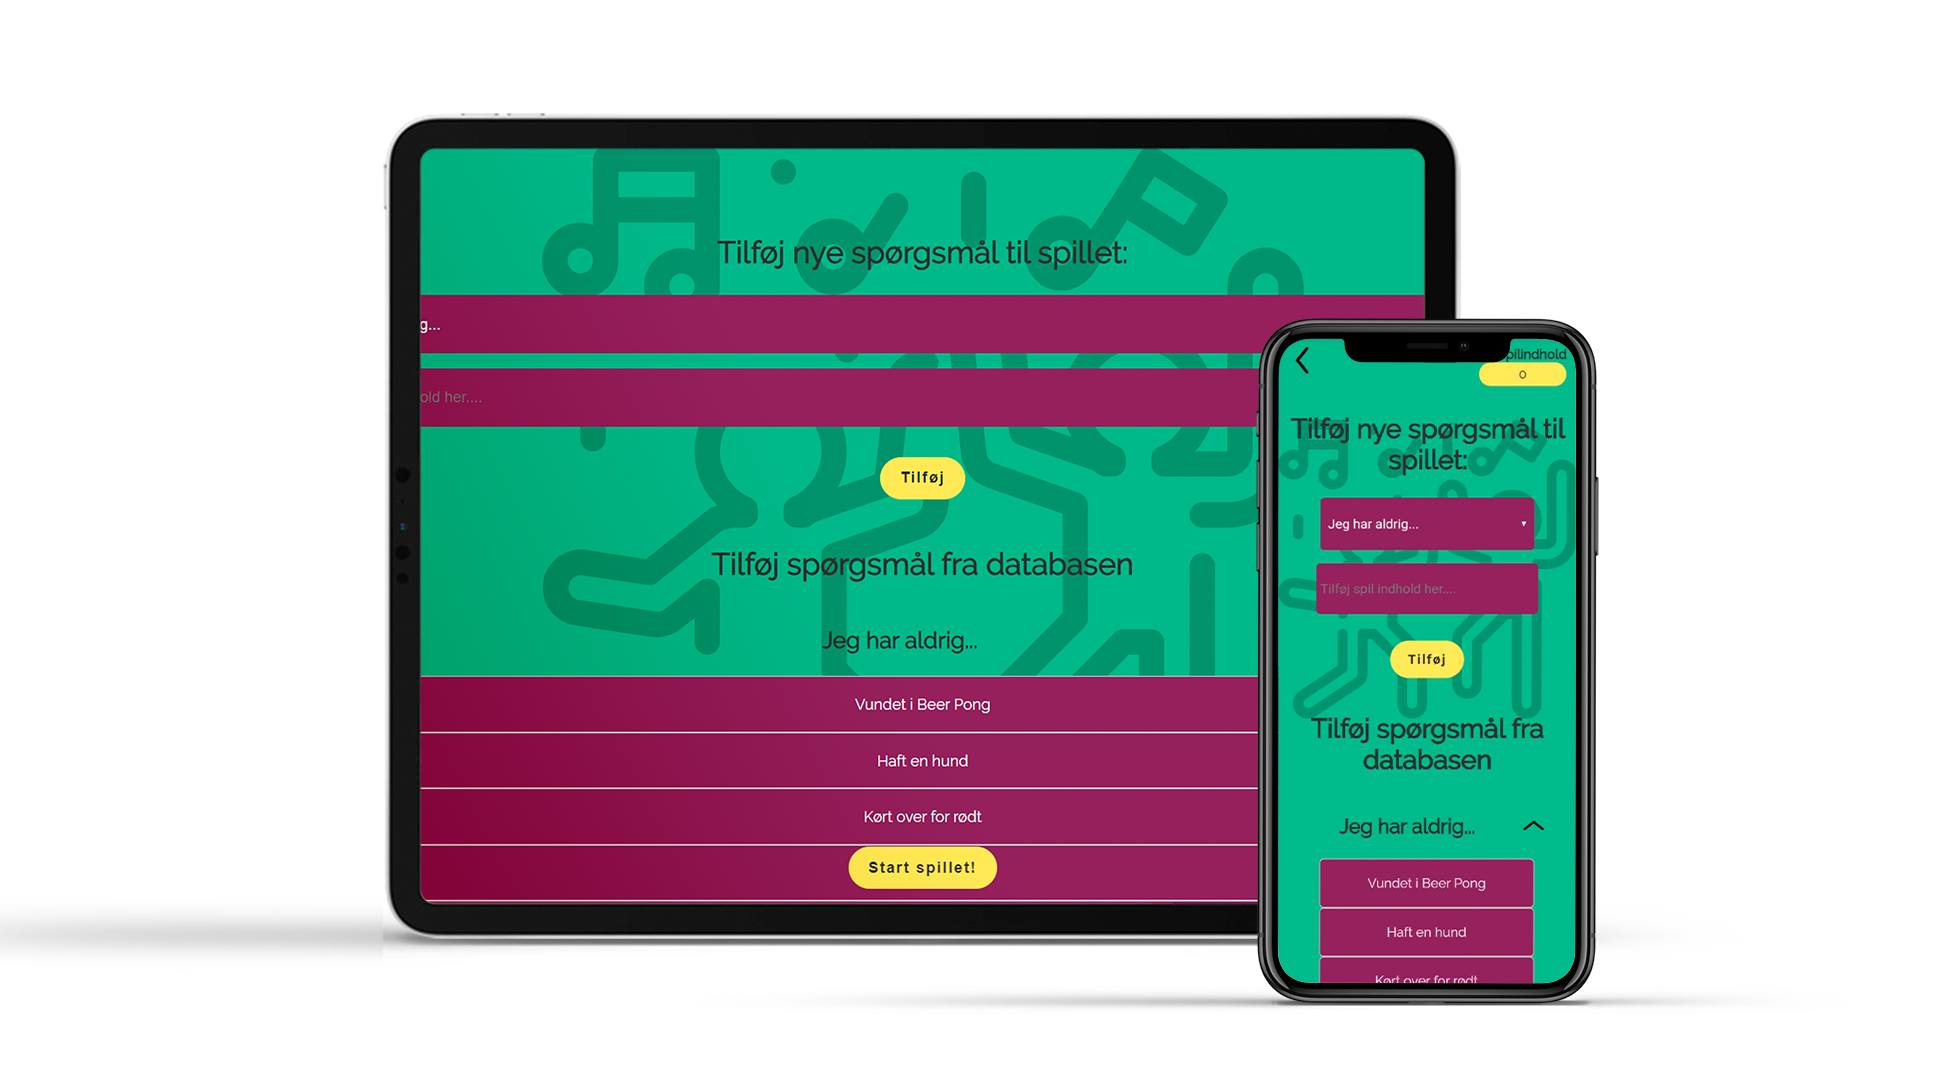 Tilføj nye spørgsmål til spillet:
g...
old her....
Tilføj
Tilføj spørgsmål fra databasen
Jeg har aldrig...
Vundet i Beer Pong
Haft en hund
Kørt over for rødt
Start spillet!
pilindhold
0
Tilføj nye spørgsmål til
spillet:
Jeg har aldrig...
Tilføj spil indhold her....
Tilføj
Tilføj spørgsmål fra
databasen
Jeg har aldrig...
Vundet i Beer Pong
Haft en hund
Kørt over for rødt